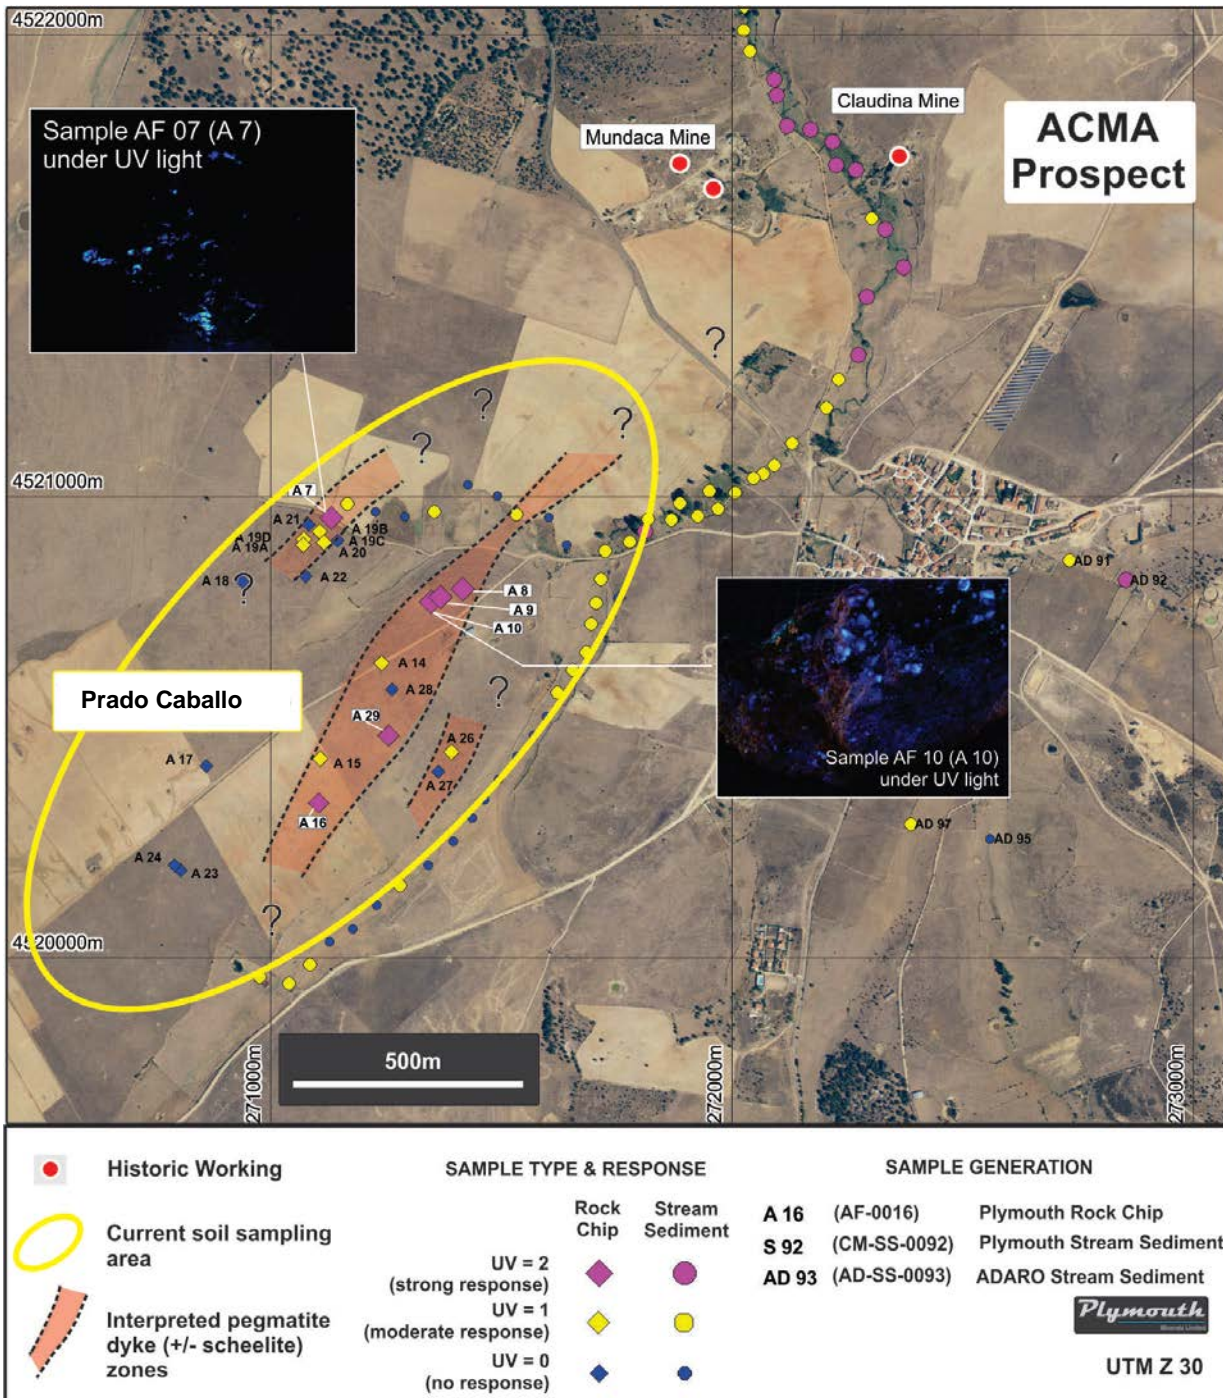 4522000m
Sample AF 07 (A 7)
under UV light
Mundaca Mine
Claudina Mine
ACMA
Prospect
?
?
?
?
4521000m
A 7
A 21
A 19B
A 19D
A 19C
A 19A
A 20
A 18
?
A 22
A 8
A 9
A 10
AD 91
AD 92
A 14
A 28
?
Prado Caballo
A 29
A 26
A 17
A 15
A 27
Sample AF 10 (A 10)
under UV light
A 16
AD 97
AD 95
A 24
A 23
?
4520000m
500m
271000m
272000m
273000m
Historic Working
Current soil sampling
area
Interpreted pegmatite
dyke (+/- scheelite)
zones
SAMPLE TYPE & RESPONSE
Rock
Chip
Stream
Sediment
UV = 2
(strong response)
UV = 1
(moderate response)
UV = 0
(no response)
SAMPLE GENERATION
A 16 (AF-0016) Plymouth Rock Chip
S 92 (CM-SS-0092) Plymouth Stream Sediment
AD 93 (AD-SS-0093) ADARO Stream Sediment
Plymouth
Minerals Limited
UTM Z 30